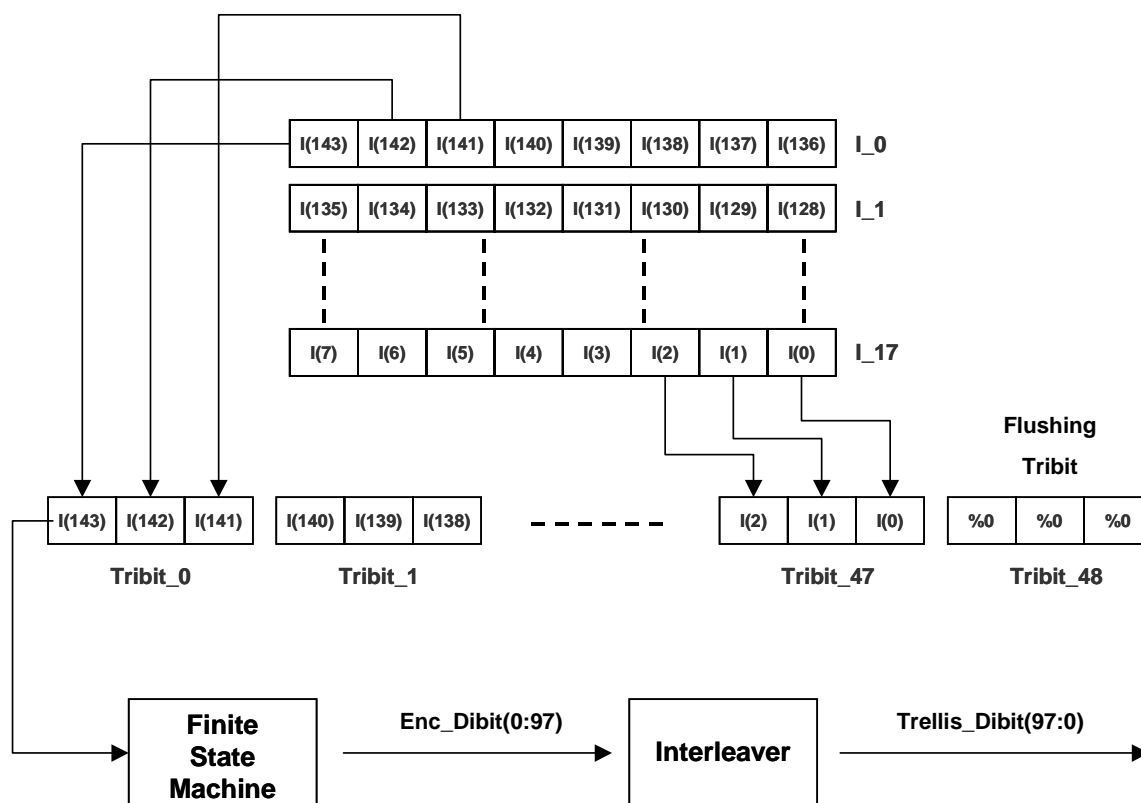 I(143) I(142) I(141) I(140) I(139) I(138) I(137) I(136) I_0
I(135) I(134) I(133) I(132) I(131) I(130) I(129) I(128) I_1
I(7) I(6) I(5) I(4) I(3) I(2) I(1) I(0) I_17
Flushing
Tribit
I(143) I(142) I(141) I(140) I(139) I(138) I(2) I(1) I(0) %0 %0 %0
Tribit_0 Tribit_1 Tribit_47 Tribit_48
Finite
State
Machine
Enc_Dibit(0:97)
Interleaver
Trellis_Dibit(97:0)